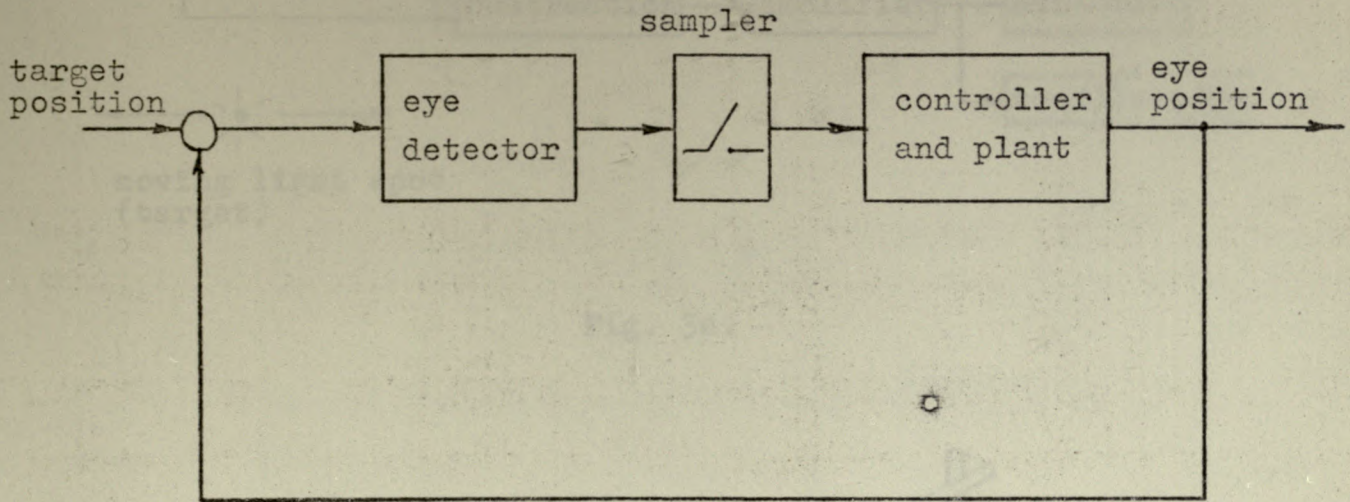 sampler
target
position
eye
detector
controller
and plant
eye
position